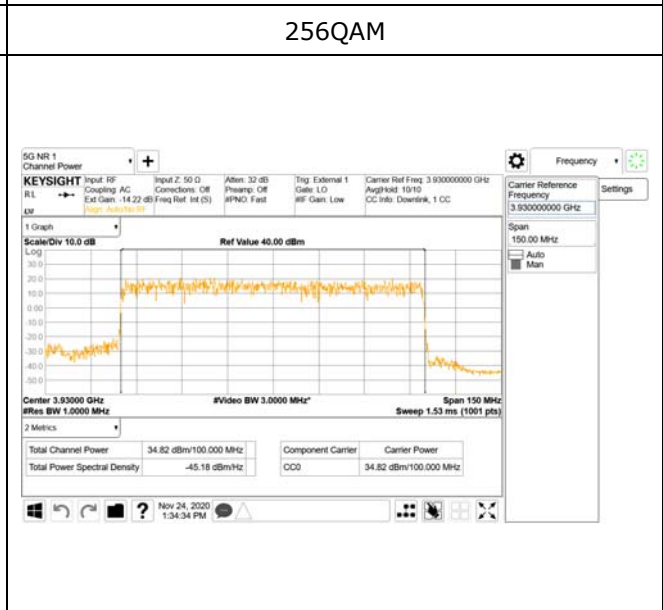 256QAM
5G NR 1
Channel Power
+
Frequency
KEYSIGHT
Input: RF
Input Z: 50 Ω
Atten: 32 dB
Trig: External 1
Carrier Ref Freq: 3.930000000 GHz
RL
Coupling: AC
Corrections: Off
Preamp: Off
Gate: LO
Avg|Hold: 10/10
Ext Gain: -14.22 dB
Freq Ref: Int (S)
#PNO: Fast
#IF Gain: Low
CC Info: Downlink, 1 CC
Align: Auto/No RF
Carrier Reference
Frequency
3.930000000 GHz
Settings
Span
150.00 MHz
Auto
Man
1 Graph
Scale/Div 10.0 dB
Ref Value 40.00 dBm
Log
30.0
20.0
10.0
0.00
-10.0
-20.0
-30.0
-40.0
-50.0
Center 3.93000 GHz
#Video BW 3.0000 MHz*
Span 150 MHz
#Res BW 1.0000 MHz
Sweep 1.53 ms (1001 pts)
2 Metrics
Total Channel Power 34.82 dBm/100.000 MHz
Component Carrier Carrier Power
Total Power Spectral Density -45.18 dBm/Hz
CC0 34.82 dBm/100.000 MHz
?
Nov 24, 2020
1:34:34 PM